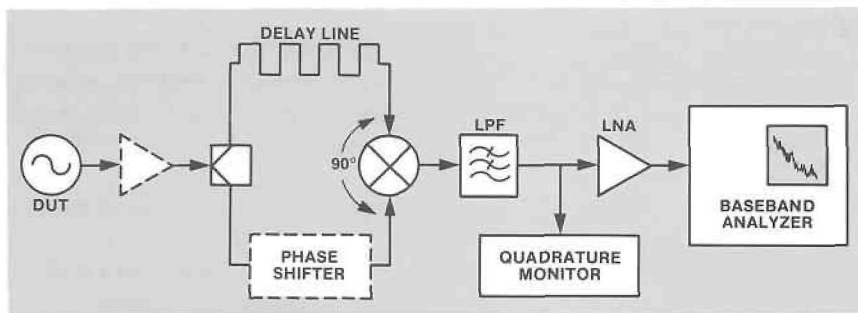 DELAY LINE
DUT
90°
PHASE
SHIFTER
LPF
LNA
QUADRATURE
MONITOR
BASEBAND
ANALYZER